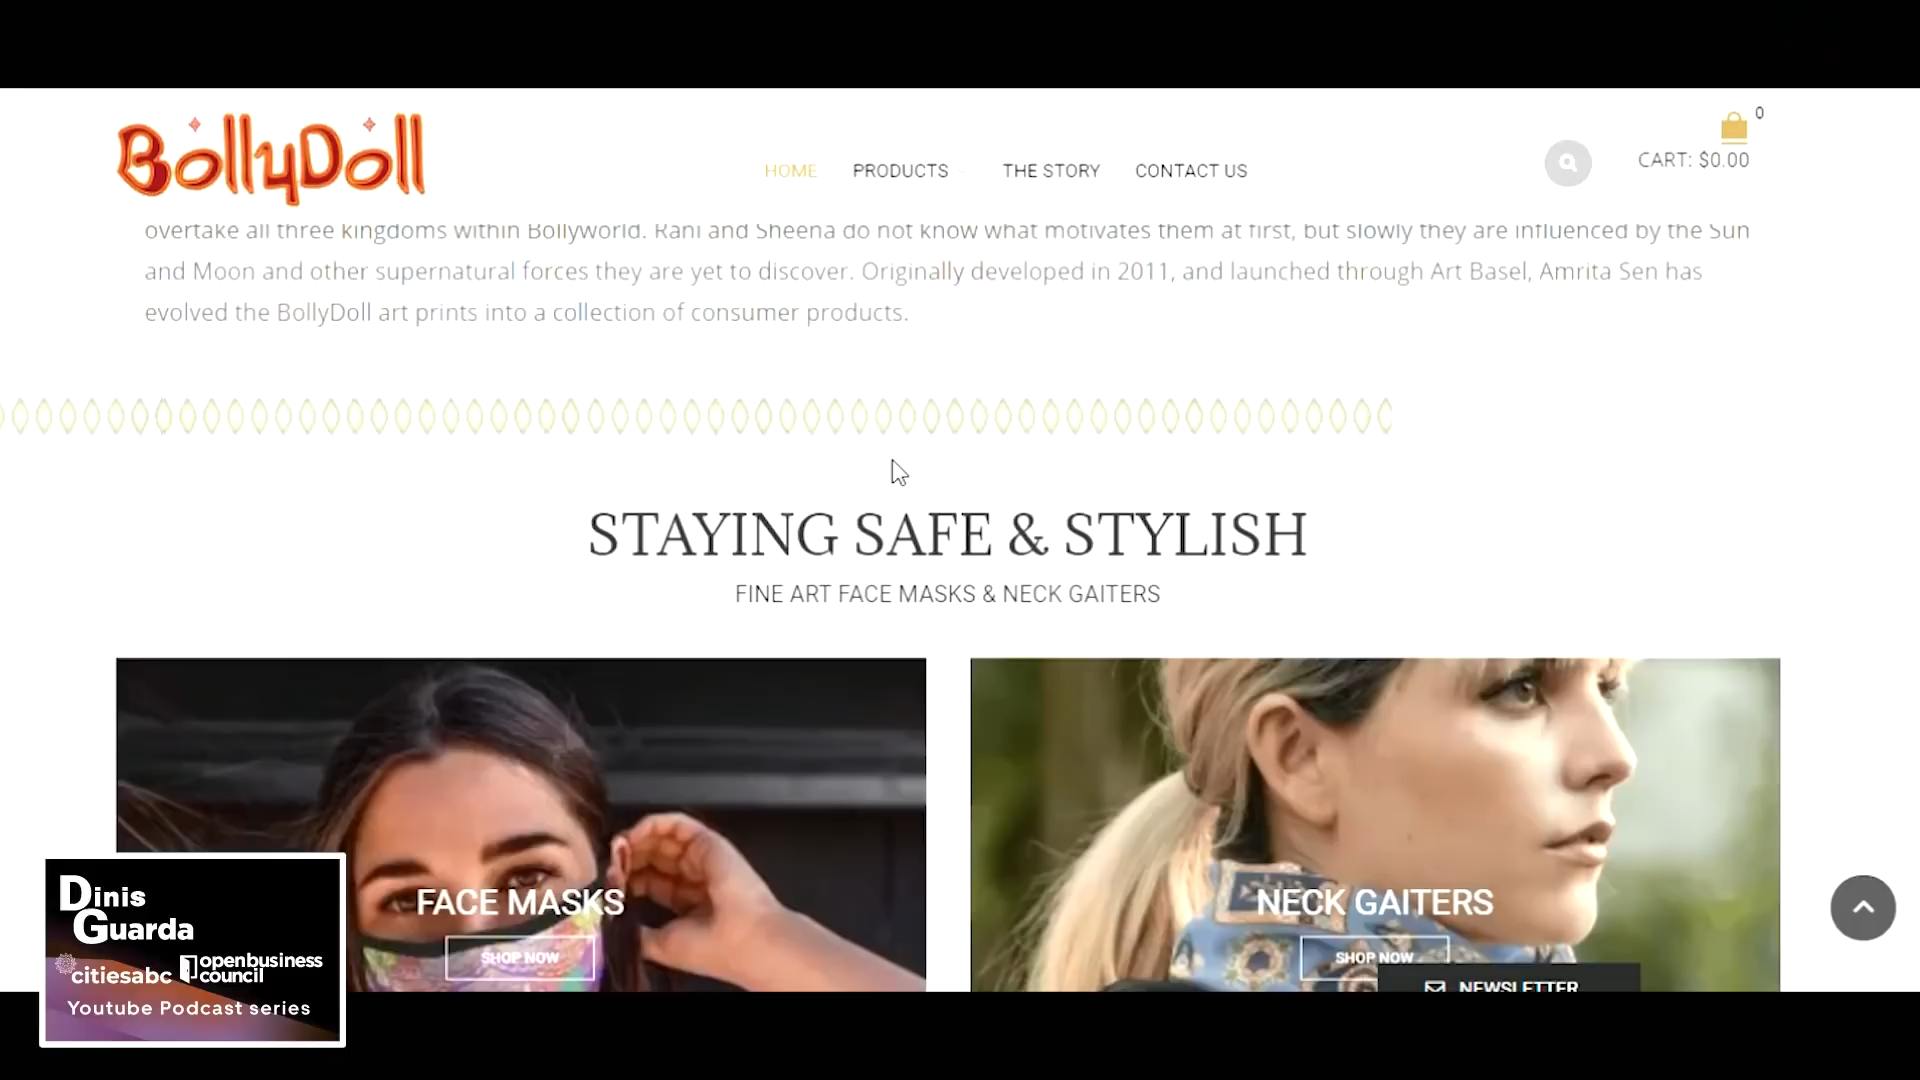 BollyDoll
HOME PRODUCTS THE STORY CONTACT US
0
CART: $0.00
overtake all three kingdoms within Bollyworld. Rani and Sheena do not know what motivates them at first, but slowly they are influenced by the Sun
and Moon and other supernatural forces they are yet to discover. Originally developed in 2011, and launched through Art Basel, Amrita Sen has
evolved the BollyDoll art prints into a collection of consumer products.
STAYING SAFE & STYLISH
FINE ART FACE MASKS & NECK GAITERS
FACE MASKS
SHOP NOW
NECK GAITERS
SHOP NOW
NEWSLETTER
Dinis
Guarda
citiesabc openbusiness
council
Youtube Podcast series